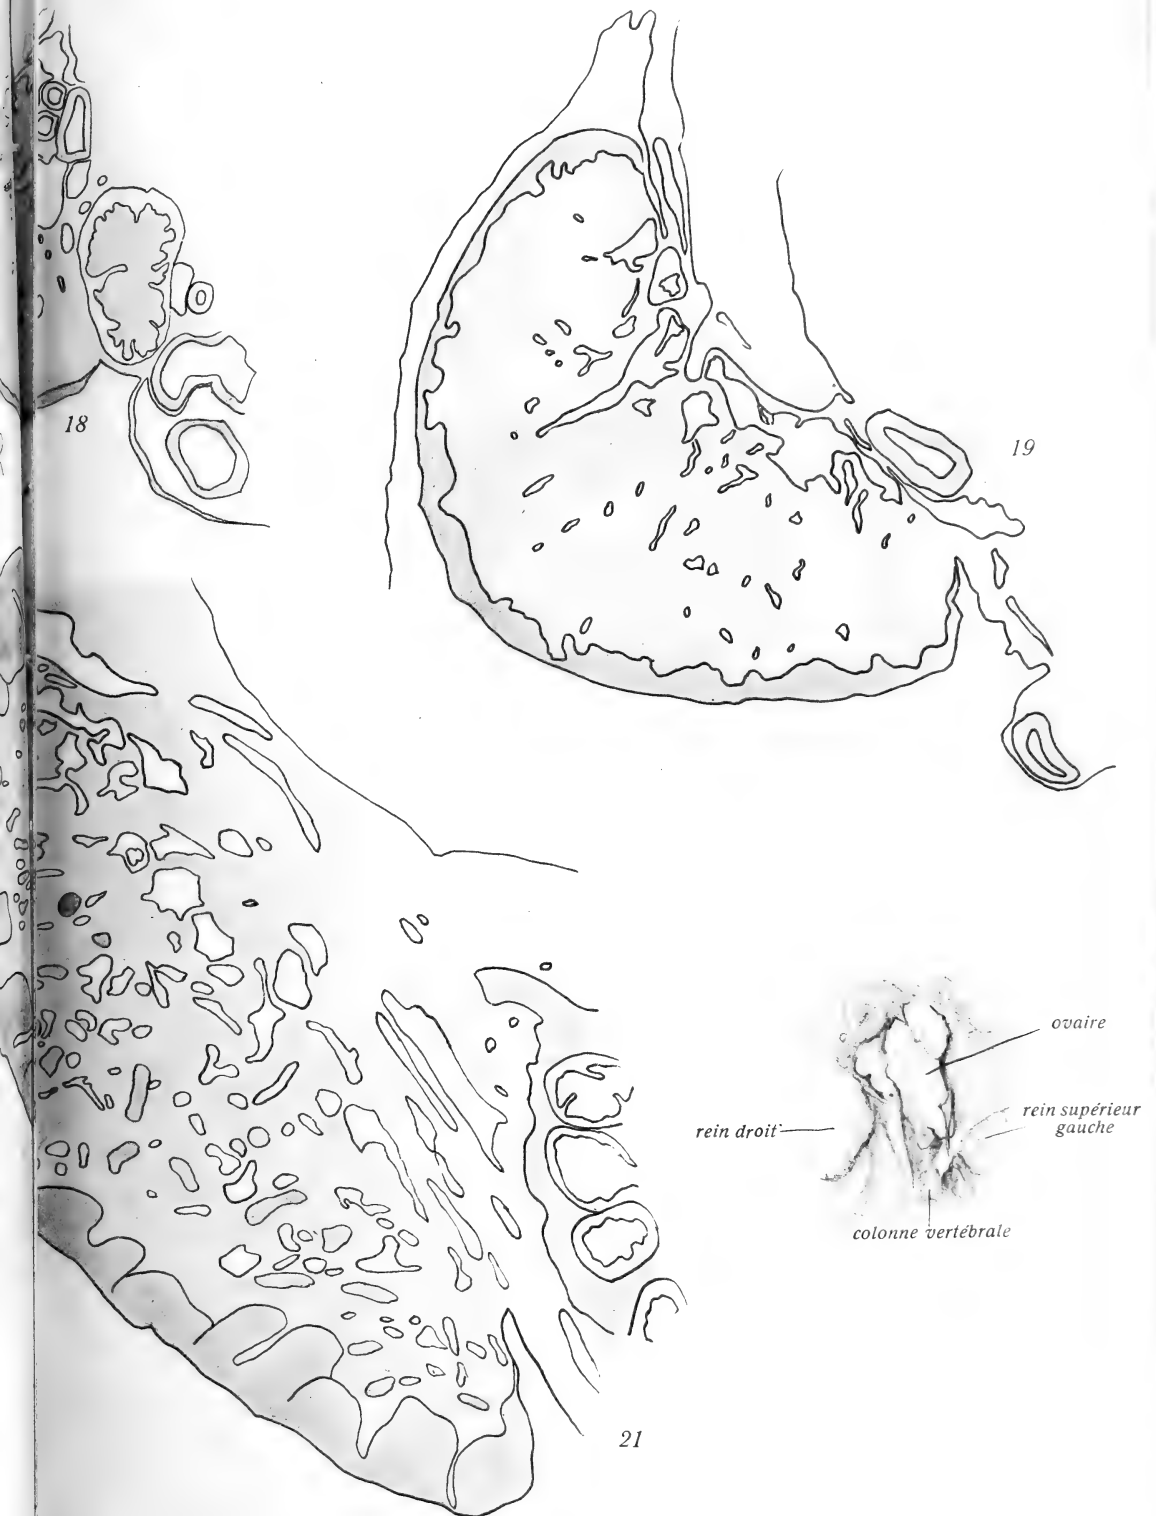 18
19
ovaire
rein supérieur
gauche
rein droit
colonne vertébrale
21